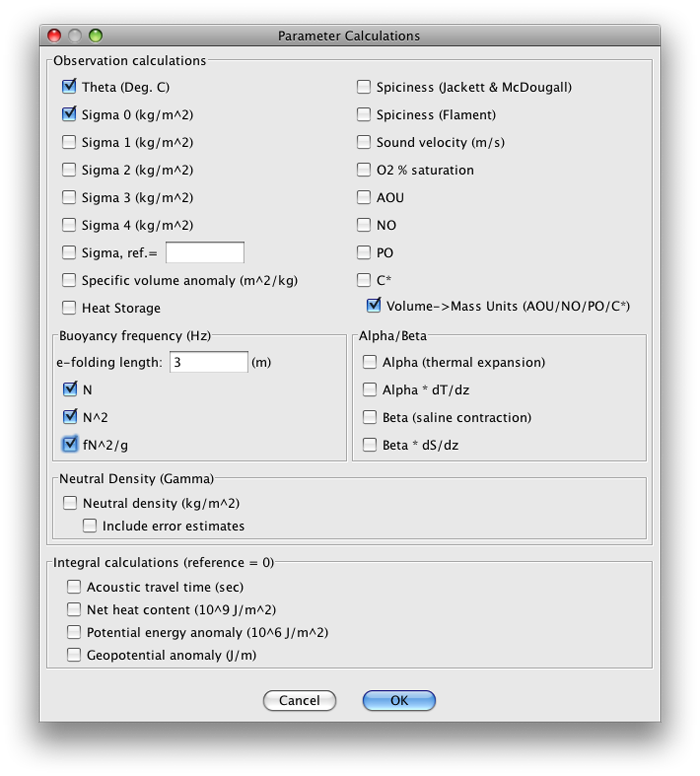 Parameter Calculations
Observation calculations
Theta (Deg. C)
Sigma 0 (kg/m^2)
Sigma 1 (kg/m^2)
Sigma 2 (kg/m^2)
Sigma 3 (kg/m^2)
Sigma 4 (kg/m^2)
Sigma, ref.=
Specific volume anomaly (m^2/kg)
Heat Storage
Spiciness (Jackett & McDougall)
Spiciness (Flament)
Sound velocity (m/s)
O2 % saturation
AOU
NO
PO
C*
Volume->Mass Units (AOU/NO/PO/C*)
Buoyancy frequency (Hz)
e-folding length: 3 (m)
N
N^2
fN^2/g
Alpha/Beta
Alpha (thermal expansion)
Alpha * dT/dz
Beta (saline contraction)
Beta * dS/dz
Neutral Density (Gamma)
Neutral density (kg/m^2)
Include error estimates
Integral calculations (reference = 0)
Acoustic travel time (sec)
Net heat content (10^9 J/m^2)
Potential energy anomaly (10^6 J/m^2)
Geopotential anomaly (J/m)
Cancel
OK